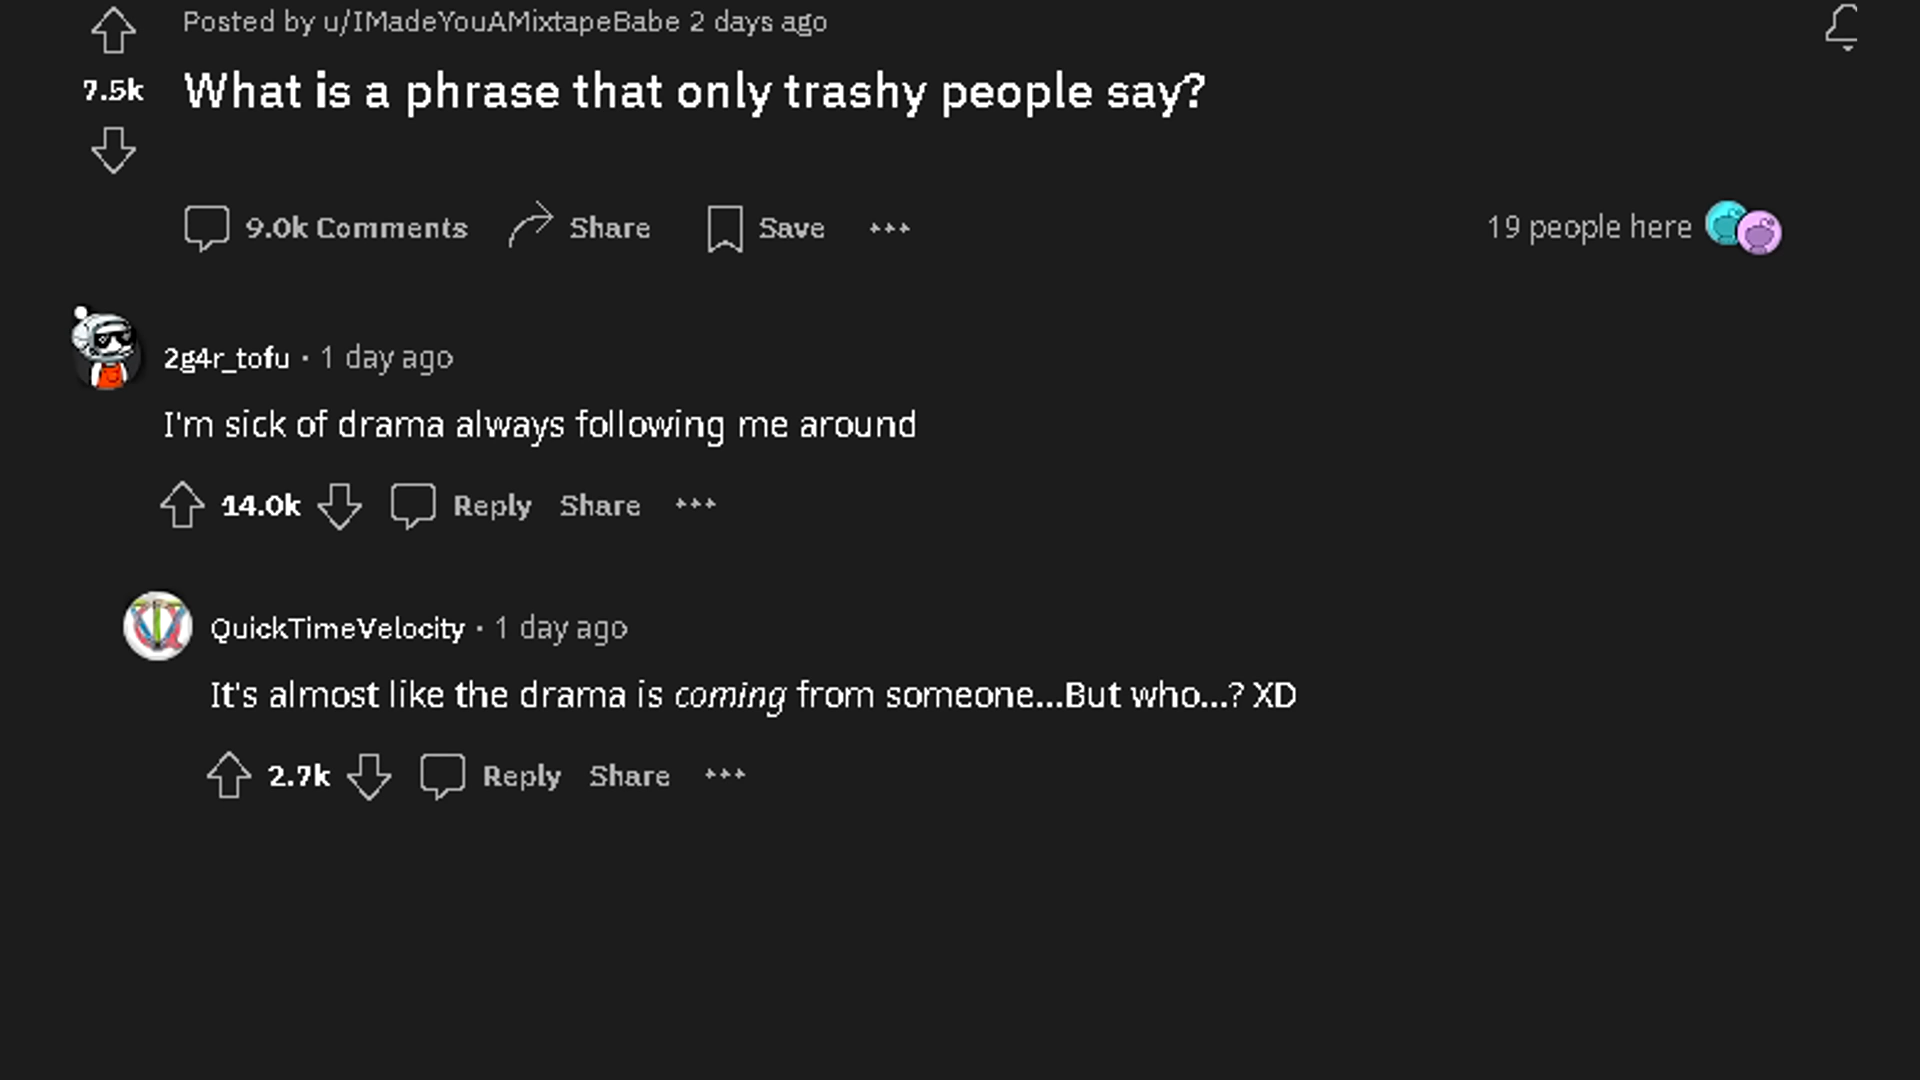 Posted by u/IMadeYouAMixtapeBabe 2 days ago
7.5k
What is a phrase that only trashy people say?
9.0k Comments Share Save ...
19 people here
2g4r_tofu · 1 day ago
I'm sick of drama always following me around
14.0k Reply Share ...
QuickTimeVelocity · 1 day ago
It's almost like the drama is coming from someone...But who...? XD
2.7k Reply Share ...